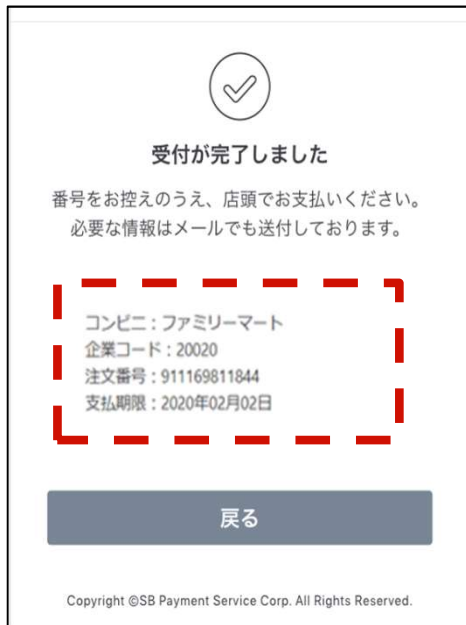 受付が完了しました
番号をお控えのうえ、店頭でお支払いください。
必要な情報はメールでも送付しております。
コンビニ：ファミリーマート
企業コード：20020
注文番号：911169811844
支払期限：2020年02月02日
戻る
Copyright ©SB Payment Service Corp. All Rights Reserved.